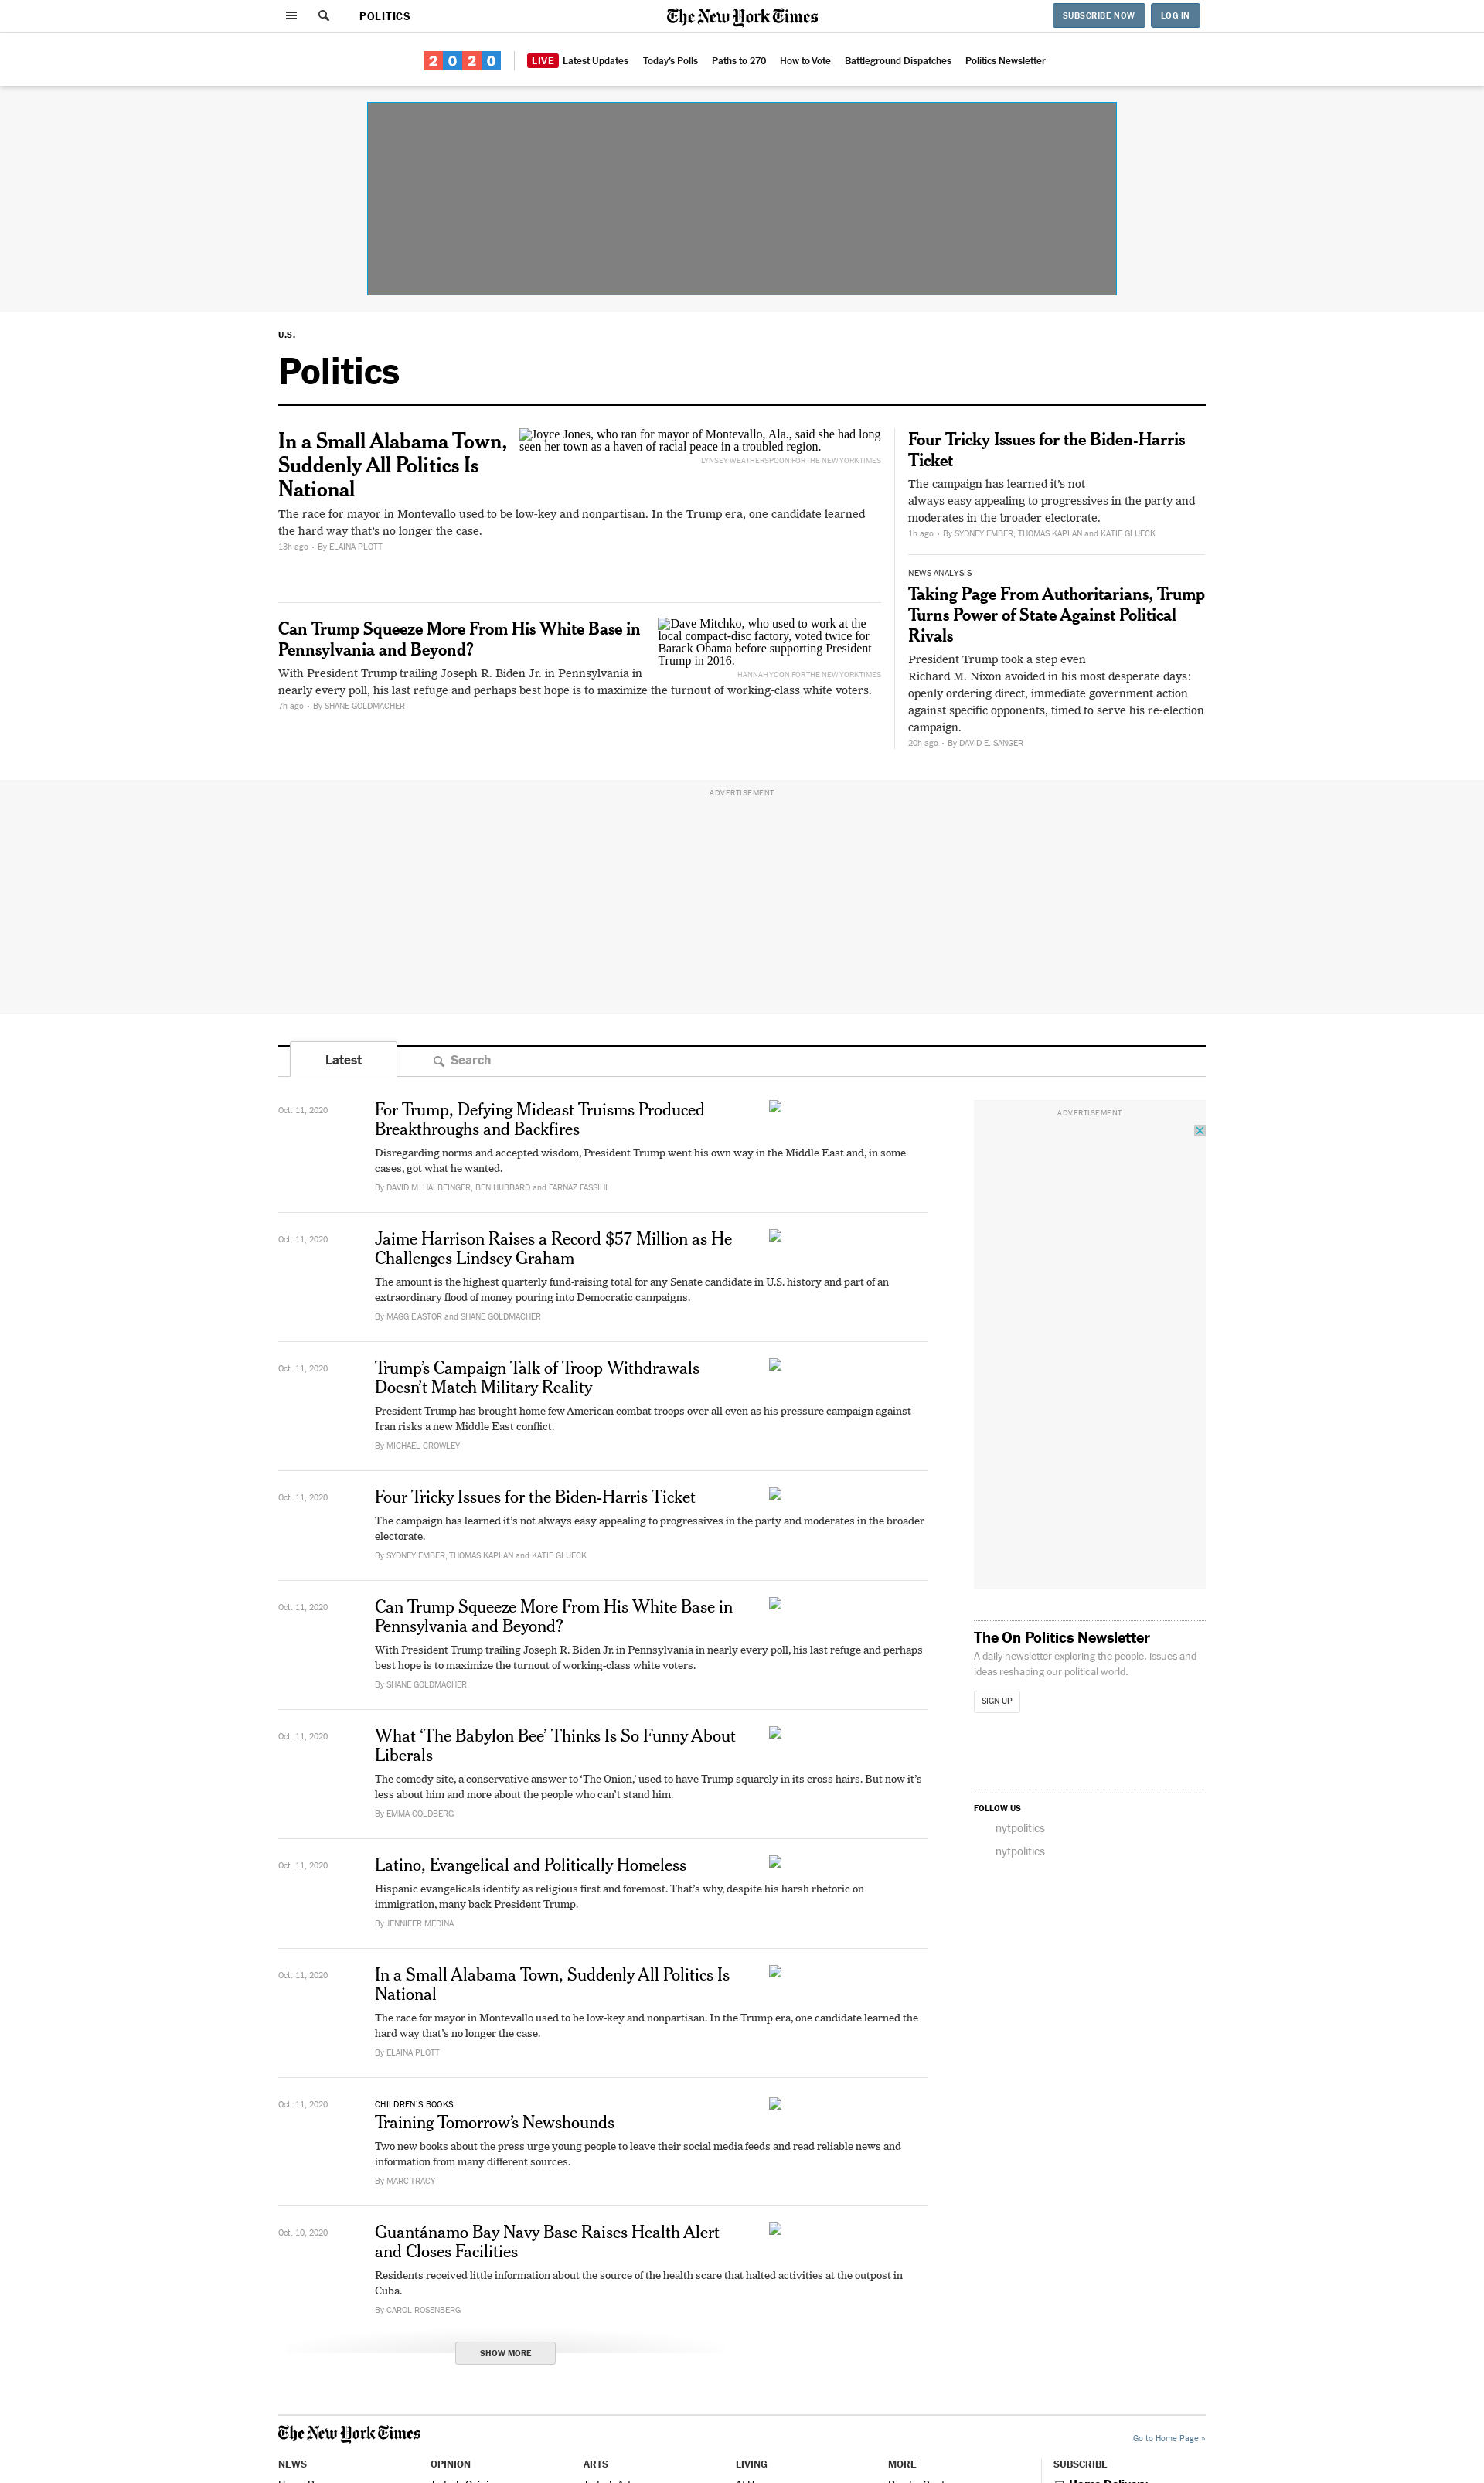 POLITICS
The New York Times
SUBSCRIBE NOW
LOG IN
2020
LIVE Latest Updates
Today's Polls
Paths to 270
How to Vote
Battleground Dispatches
Politics Newsletter
U.S.
Politics
In a Small Alabama Town,
Suddenly All Politics Is
National
Joyce Jones, who ran for mayor of Montevallo, Ala., said she had long
seen her town as a haven of racial peace in a troubled region.
LYNSEY WEATHERSPOON FOR THE NEW YORK TIMES
The race for mayor in Montevallo used to be low-key and nonpartisan. In the Trump era, one candidate learned
the hard way that’s no longer the case.
13h ago • By ELAINA PLOTT
Can Trump Squeeze More From His White Base in
Pennsylvania and Beyond?
Dave Mitchko, who used to work at the
local compact-disc factory, voted twice for
Barack Obama before supporting President
Trump in 2016.
HANNAH YOON FOR THE NEW YORK TIMES
With President Trump trailing Joseph R. Biden Jr. in Pennsylvania in
nearly every poll, his last refuge and perhaps best hope is to maximize the turnout of working-class white voters.
7h ago • By SHANE GOLDMACHER
Four Tricky Issues for the Biden-Harris
Ticket
The campaign has learned it’s not
always easy appealing to progressives in the party and
moderates in the broader electorate.
1h ago • By SYDNEY EMBER, THOMAS KAPLAN and KATIE GLUECK
NEWS ANALYSIS
Taking Page From Authoritarians, Trump
Turns Power of State Against Political
Rivals
President Trump took a step even
Richard M. Nixon avoided in his most desperate days:
openly ordering direct, immediate government action
against specific opponents, timed to serve his re-election
campaign.
20h ago • By DAVID E. SANGER
ADVERTISEMENT
Latest
Search
Oct. 11, 2020
For Trump, Defying Mideast Truisms Produced
Breakthroughs and Backfires
Disregarding norms and accepted wisdom, President Trump went his own way in the Middle East and, in some
cases, got what he wanted.
By DAVID M. HALBFINGER, BEN HUBBARD and FARNAZ FASSIHI
Oct. 11, 2020
Jaime Harrison Raises a Record $57 Million as He
Challenges Lindsey Graham
The amount is the highest quarterly fund-raising total for any Senate candidate in U.S. history and part of an
extraordinary flood of money pouring into Democratic campaigns.
By MAGGIE ASTOR and SHANE GOLDMACHER
Oct. 11, 2020
Trump’s Campaign Talk of Troop Withdrawals
Doesn’t Match Military Reality
President Trump has brought home few American combat troops over all even as his pressure campaign against
Iran risks a new Middle East conflict.
By MICHAEL CROWLEY
Oct. 11, 2020
Four Tricky Issues for the Biden-Harris Ticket
The campaign has learned it’s not always easy appealing to progressives in the party and moderates in the broader
electorate.
By SYDNEY EMBER, THOMAS KAPLAN and KATIE GLUECK
Oct. 11, 2020
Can Trump Squeeze More From His White Base in
Pennsylvania and Beyond?
With President Trump trailing Joseph R. Biden Jr. in Pennsylvania in nearly every poll, his last refuge and perhaps
best hope is to maximize the turnout of working-class white voters.
By SHANE GOLDMACHER
Oct. 11, 2020
What ‘The Babylon Bee’ Thinks Is So Funny About
Liberals
The comedy site, a conservative answer to ‘The Onion,’ used to have Trump squarely in its cross hairs. But now it’s
less about him and more about the people who can’t stand him.
By EMMA GOLDBERG
Oct. 11, 2020
Latino, Evangelical and Politically Homeless
Hispanic evangelicals identify as religious first and foremost. That’s why, despite his harsh rhetoric on
immigration, many back President Trump.
By JENNIFER MEDINA
Oct. 11, 2020
In a Small Alabama Town, Suddenly All Politics Is
National
The race for mayor in Montevallo used to be low-key and nonpartisan. In the Trump era, one candidate learned the
hard way that’s no longer the case.
By ELAINA PLOTT
Oct. 11, 2020
CHILDREN’S BOOKS
Training Tomorrow’s Newshounds
Two new books about the press urge young people to leave their social media feeds and read reliable news and
information from many different sources.
By MARC TRACY
Oct. 10, 2020
Guantánamo Bay Navy Base Raises Health Alert
and Closes Facilities
Residents received little information about the source of the health scare that halted activities at the outpost in
Cuba.
By CAROL ROSENBERG
SHOW MORE
ADVERTISEMENT
The On Politics Newsletter
A daily newsletter exploring the people, issues and
ideas reshaping our political world.
SIGN UP
FOLLOW US
nytpolitics
nytpolitics
The New York Times
Go to Home Page »
NEWS
OPINION
ARTS
LIVING
MORE
SUBSCRIBE